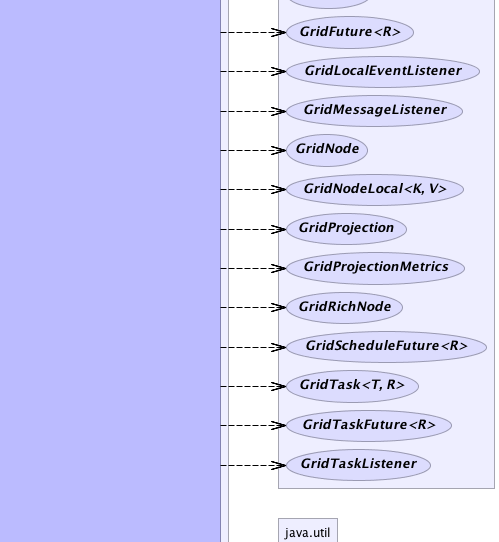 GridFuture<R>
GridLocalEventListener
GridMessageListener
GridNode
GridNodeLocal<K, V>
GridProjection
GridProjectionMetrics
GridRichNode
GridScheduleFuture<R>
GridTask<T, R>
GridTaskFuture<R>
GridTaskListener
java.util